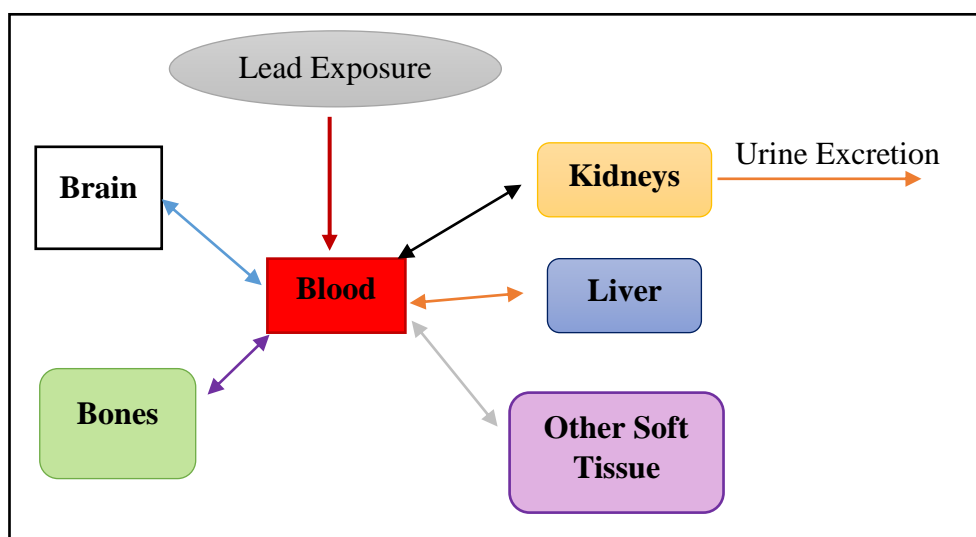 Lead Exposure
Urine Excretion
Brain
Kidneys
Blood
Liver
Bones
Other Soft
Tissue